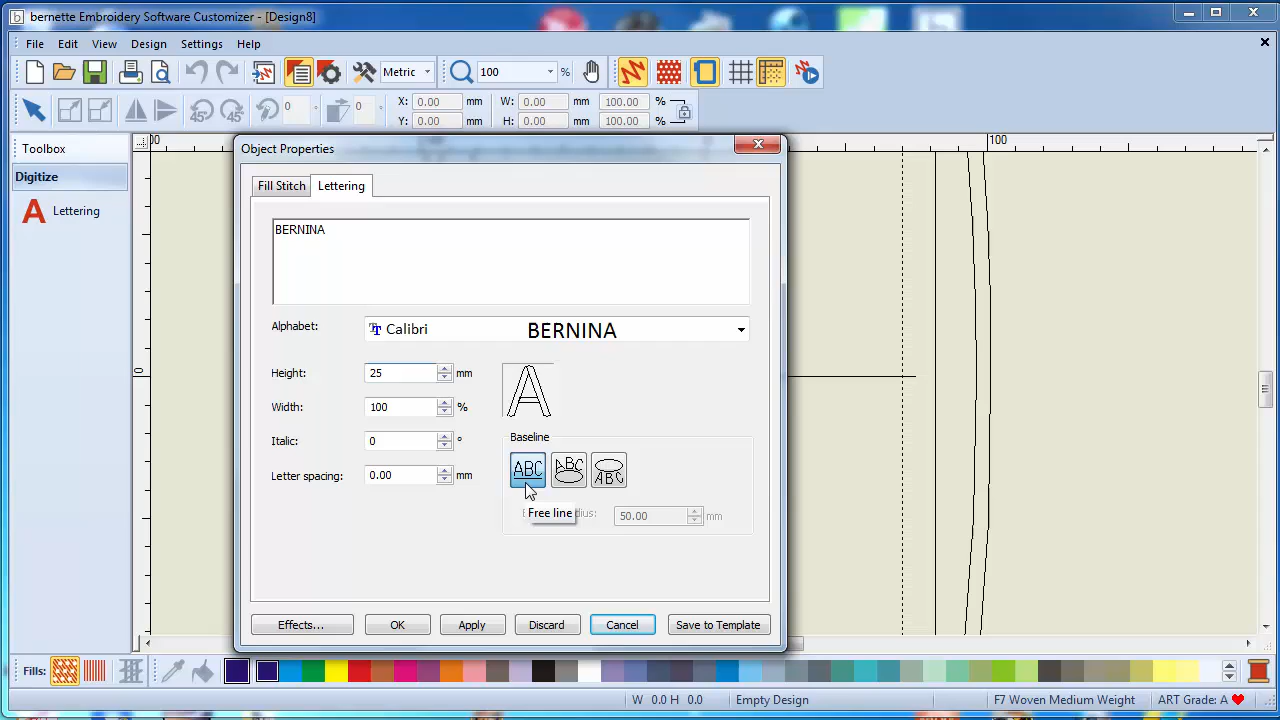 bernette Embroidery Software Customizer - [Design8]
File Edit View Design Settings Help
Metric 100 %
45° 45° 0 ° 0 ° X: 0.00 mm W: 0.00 mm 100.00 %
Y: 0.00 mm H: 0.00 mm 100.00 %
Toolbox
Digitize
A Lettering
100
0
Object Properties
Fill Stitch Lettering
BERNINA
Alphabet: Calibri BERNINA
Height: 25 mm
Width: 100 %
Italic: 0 °
Letter spacing: 0.00 mm
A
Baseline
ABC ABC ABC
Free line
50.00 mm
Effects... OK Apply Discard Cancel Save to Template
Fills:
W 0.0 H 0.0 Empty Design F7 Woven Medium Weight ART Grade: A